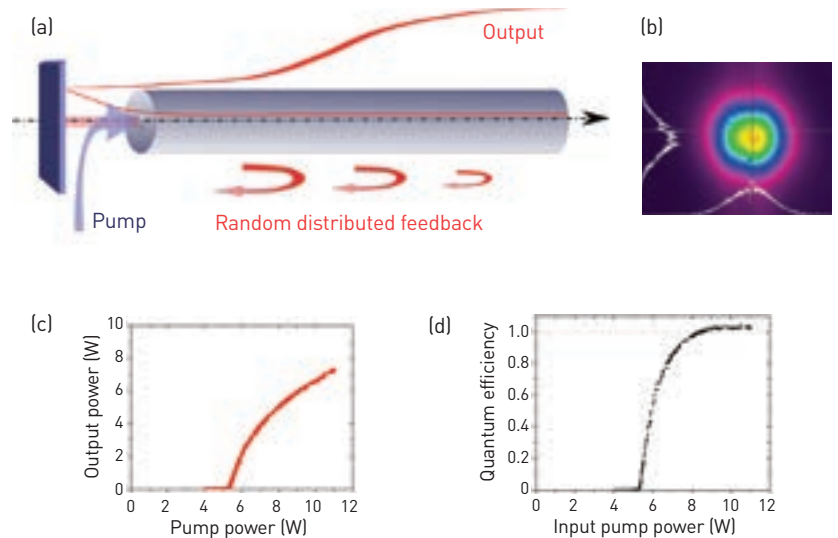 (a)
Output
Pump
Random distributed feedback
(b)
(c)
Output power (W)
10
8
6
4
2
0
0 2 4 6 8 10 12
Pump power (W)
(d)
Quantum efficiency
1.0
0.8
0.6
0.4
0.2
0
0 2 4 6 8 10 12
Input pump power (W)